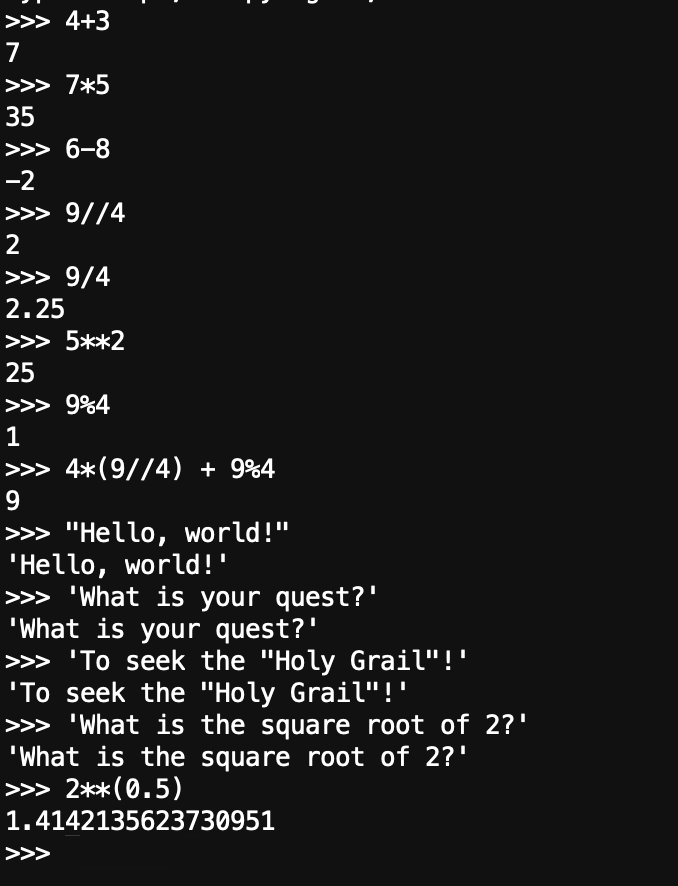 >>> 4+3
7
>>> 7*5
35
>>> 6-8
-2
>>> 9//4
2
>>> 9/4
2.25
>>> 5**2
25
>>> 9%4
1
>>> 4*(9//4) + 9%4
9
>>> "Hello, world!"
'Hello, world!'
>>> 'What is your quest?'
'What is your quest?'
>>> 'To seek the "Holy Grail"!'
'To seek the "Holy Grail"!'
>>> 'What is the square root of 2?'
'What is the square root of 2?'
>>> 2**(0.5)
1.4142135623730951
>>>